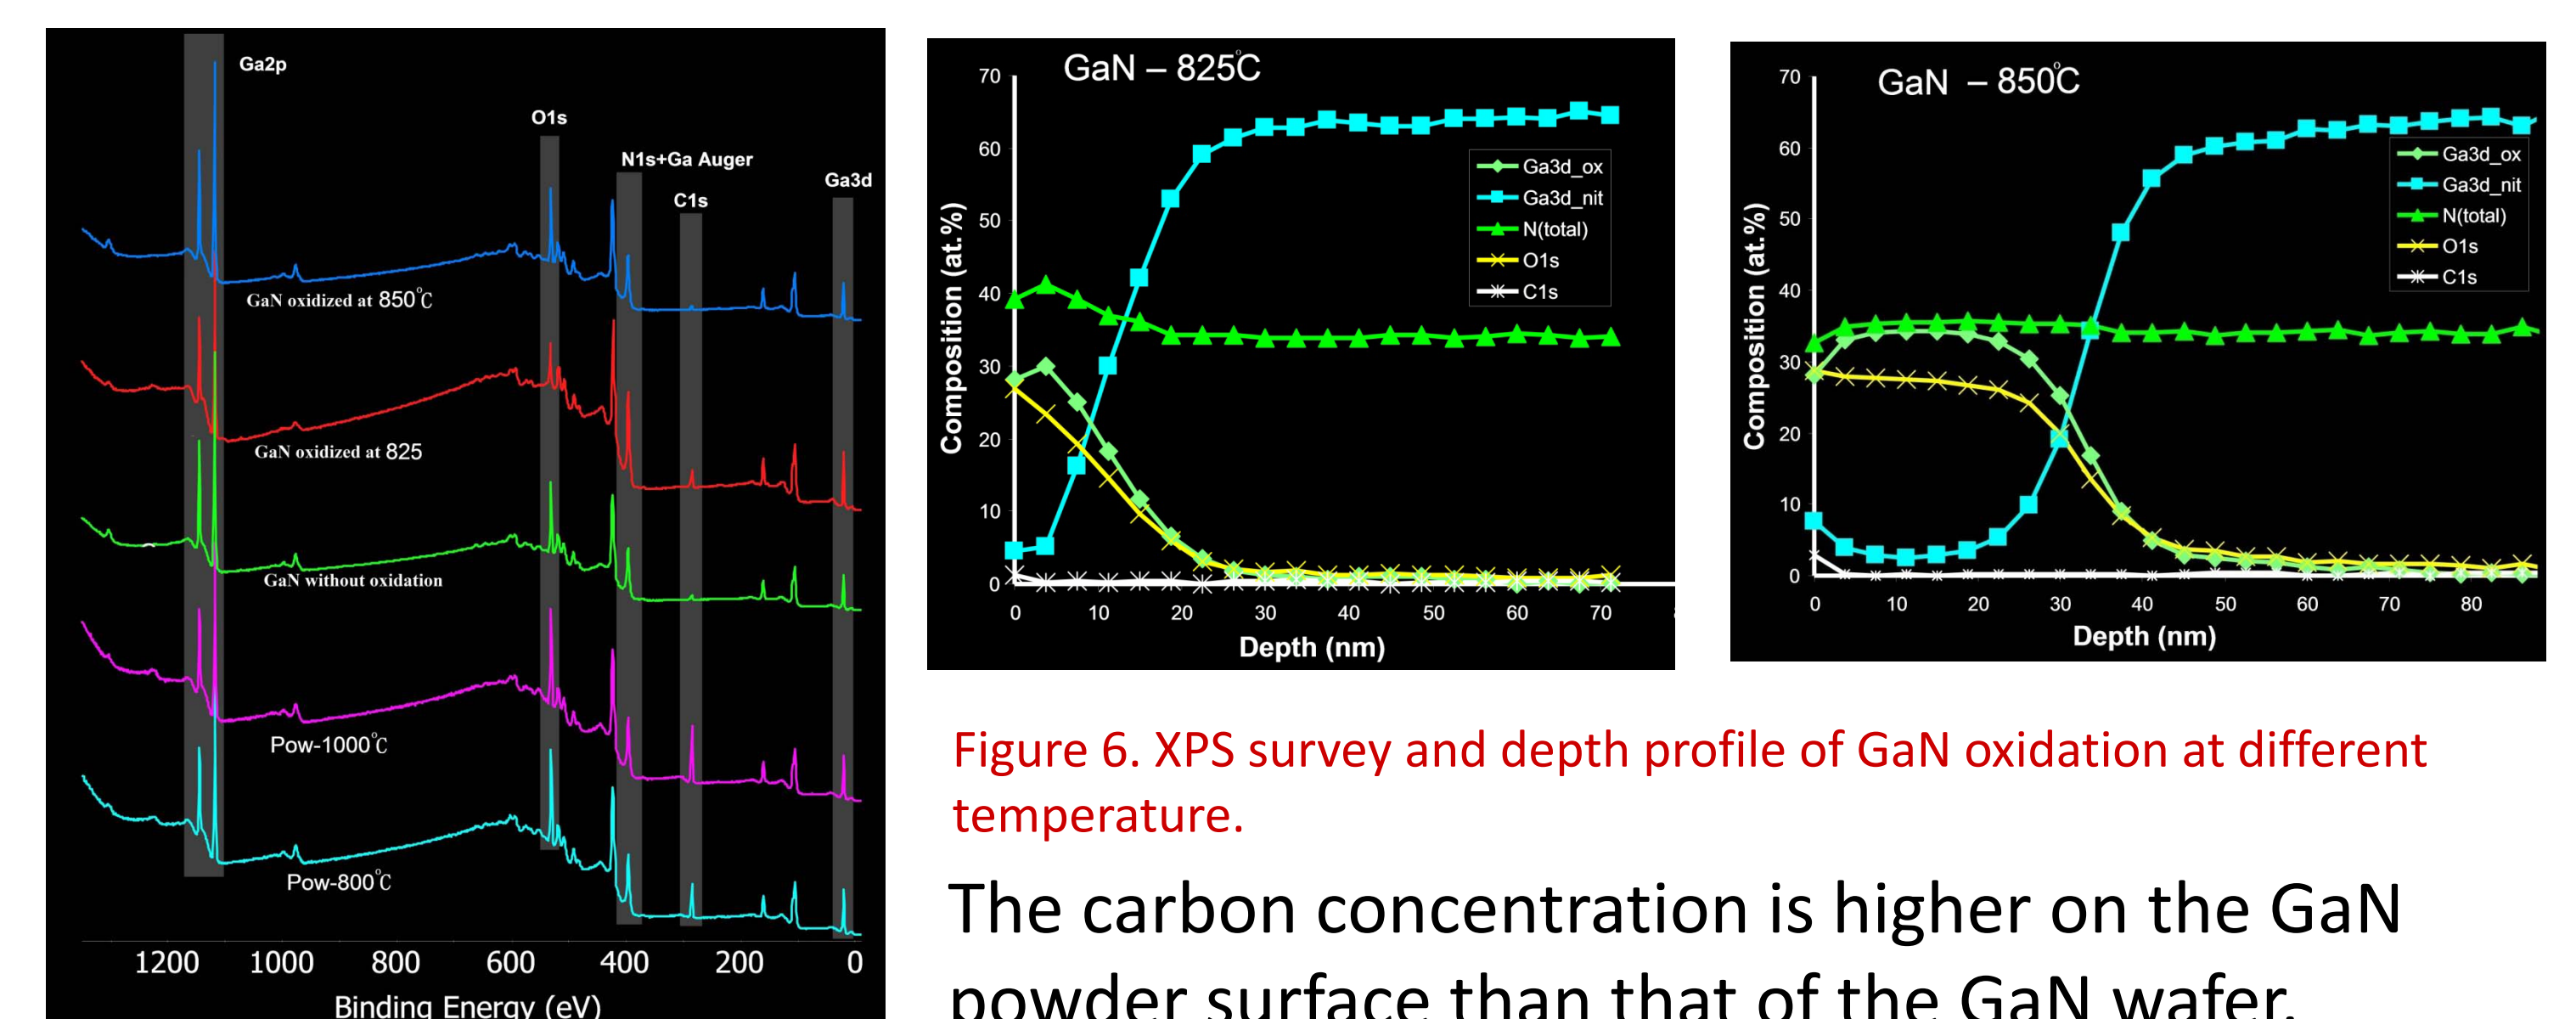 Ga2p
O1s
N1s+Ga Auger
C1s
Ga3d
GaN oxidized at 850°C
GaN oxidized at 825
GaN without oxidation
Pow-1000°C
Pow-800°C
1200 1000 800 600 400 200 0
Binding Energy (eV)
GaN – 825°C
70
60
50
40
30
20
10
0
Composition (at.%)
Ga3d_ox
Ga3d_nit
N(total)
O1s
C1s
0 10 20 30 40 50 60 70
Depth (nm)
GaN – 850°C
70
60
50
40
30
20
10
0
Composition (at.%)
Ga3d_ox
Ga3d_nit
N(total)
O1s
C1s
0 10 20 30 40 50 60 70 80
Depth (nm)
Figure 6. XPS survey and depth profile of GaN oxidation at different
temperature.
The carbon concentration is higher on the GaN
powder surface than that of the GaN wafer.